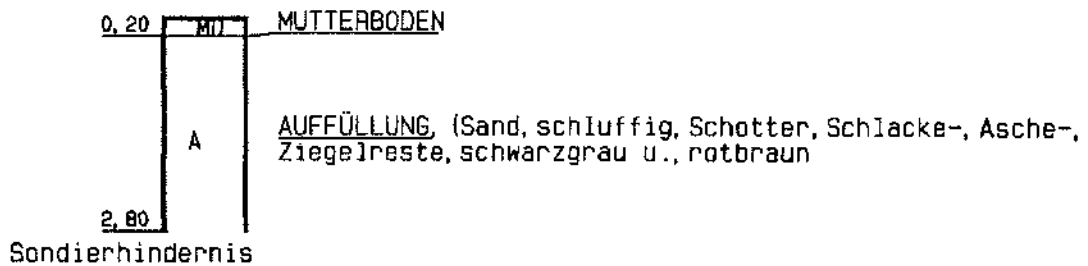 0,20 MU MUTTERBODEN
A AUFFÜLLUNG, (Sand, schluffig, Schotter, Schlacke-, Asche-,
Ziegelreste, schwarzgrau u., rotbraun
2,80
Sondierhindernis